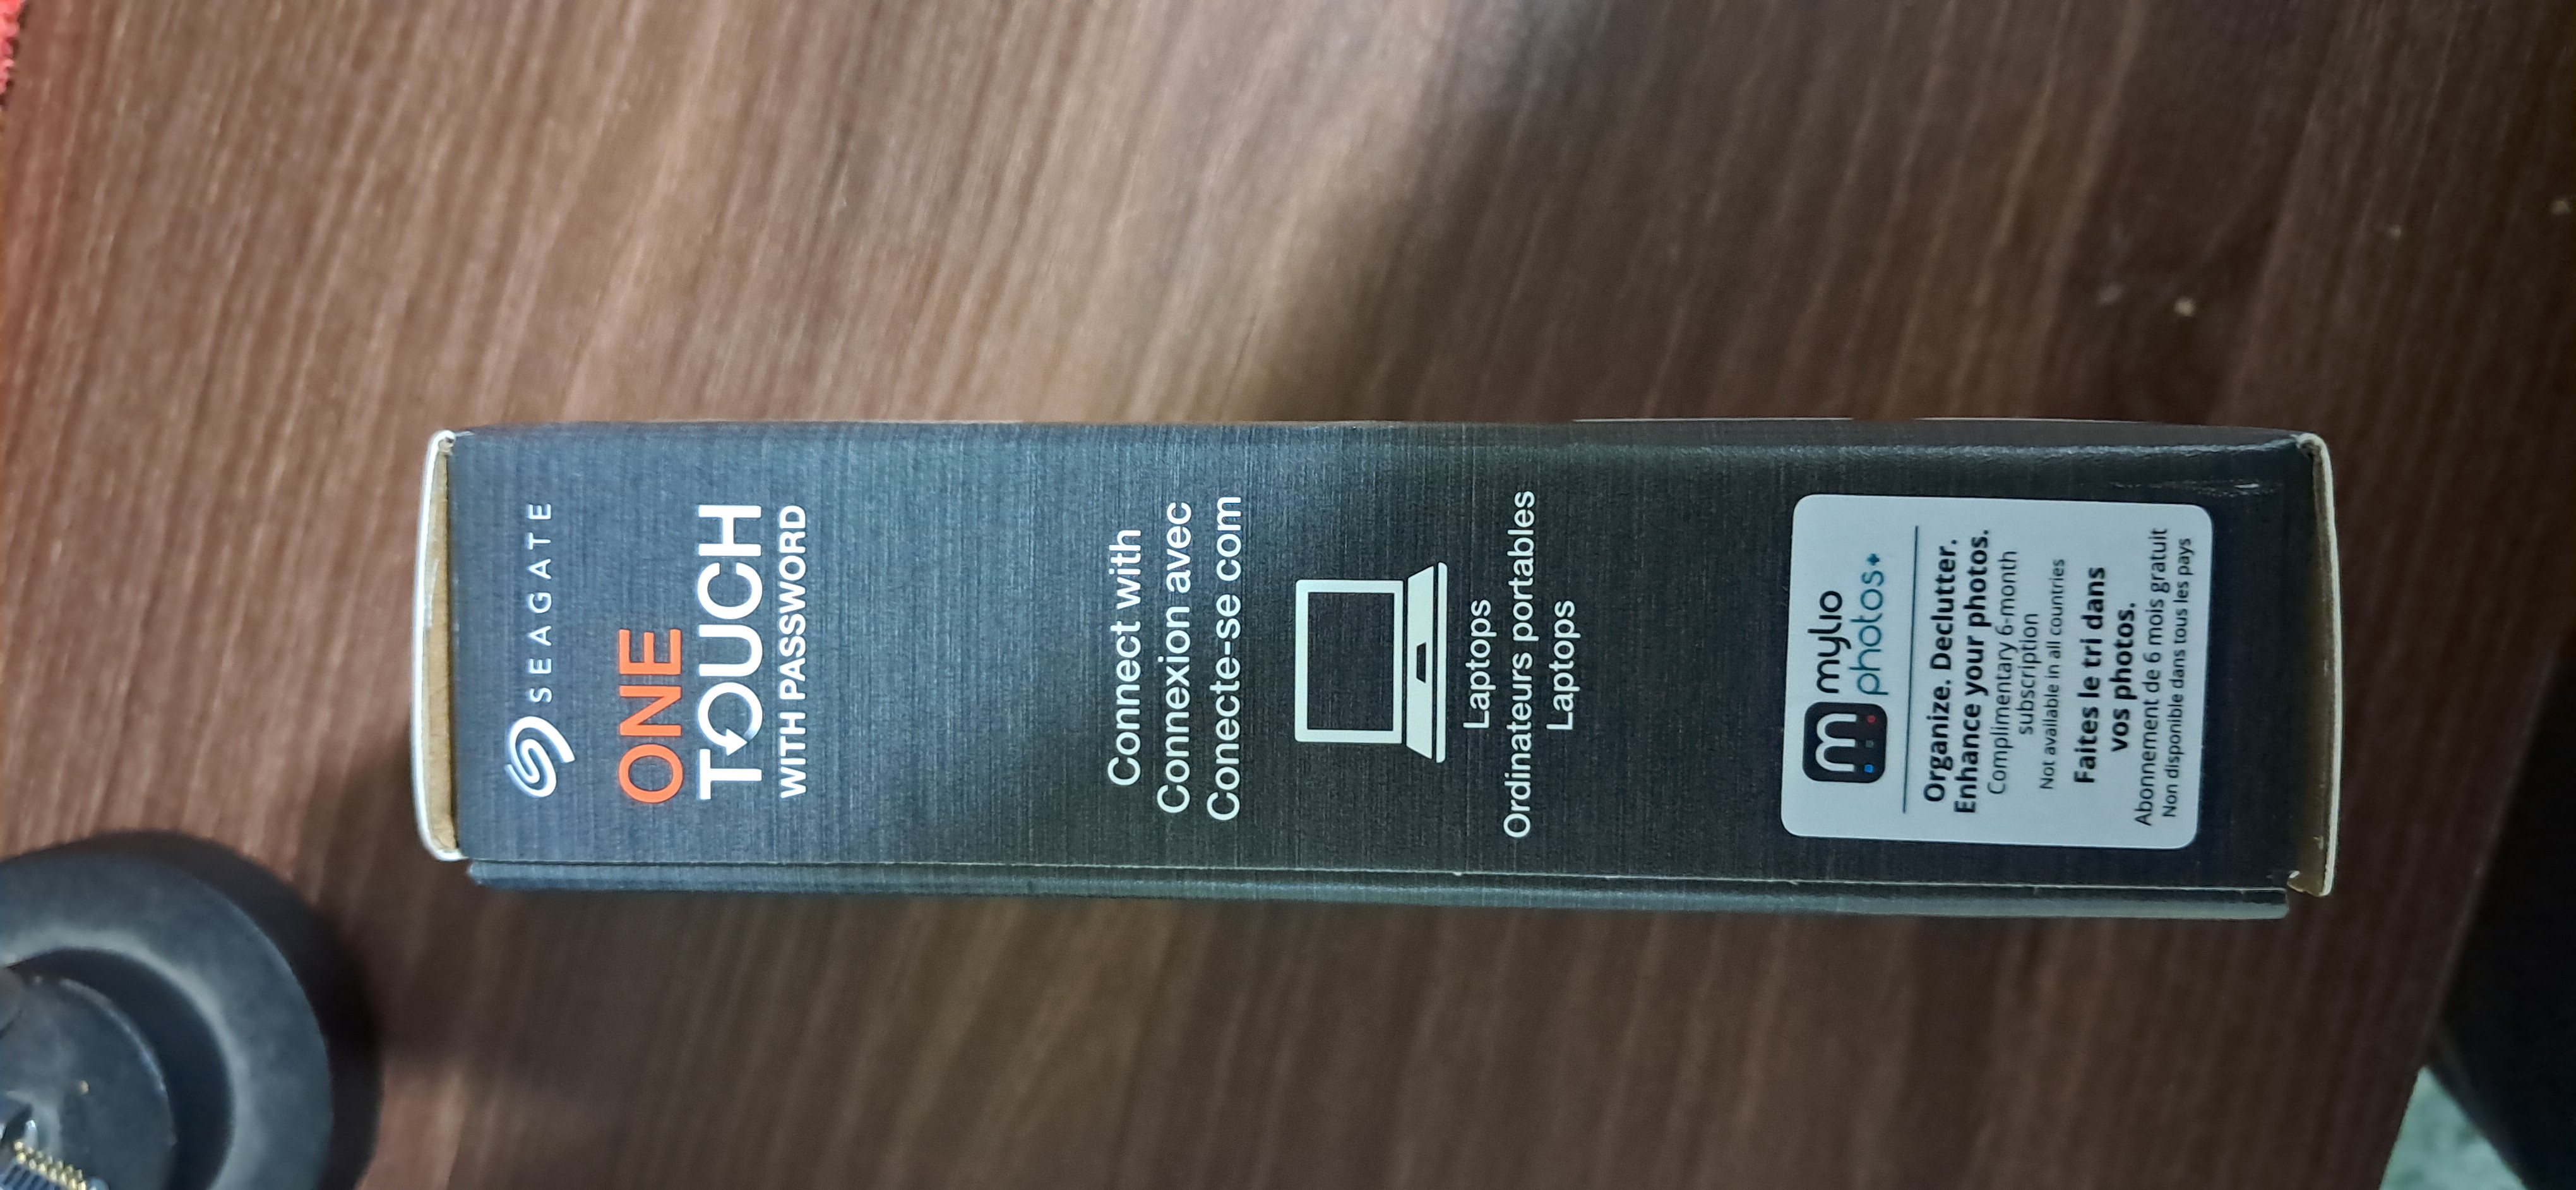 SEAGATE
ONE
TOUCH
WITH PASSWORD
Connect with
Connexion avec
Conecte-se com
Laptops
Ordinateurs portables
Laptops
m mylio
photos+
Organize. Declutter.
Enhance your photos.
Complimentary 6-month
subscription
Not available in all countries
Faites le tri dans
vos photos.
Abonnement de 6 mois gratuit
Non disponible dans tous les pays